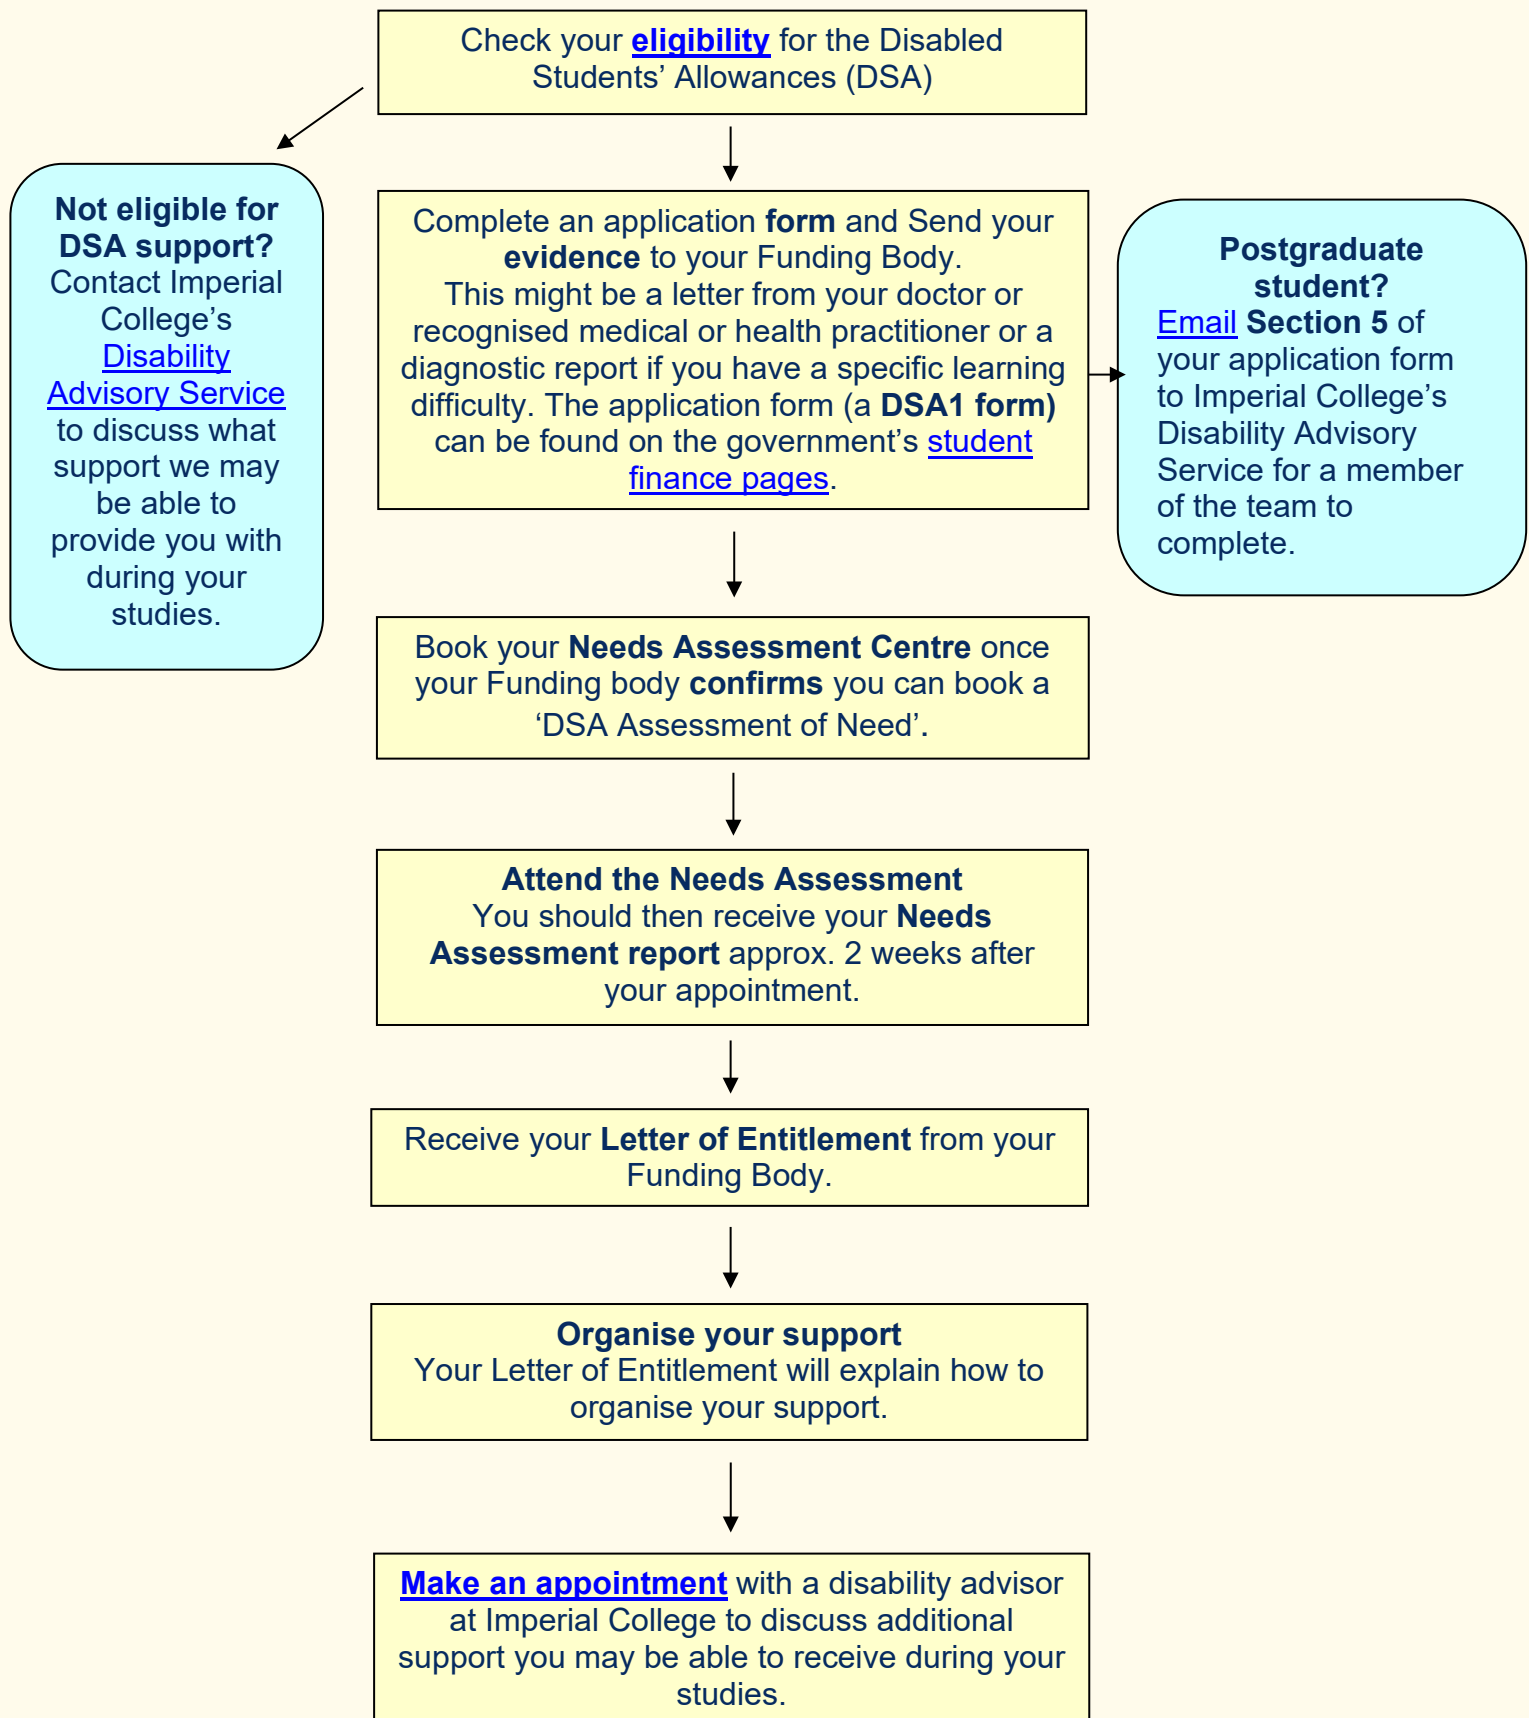 Check your eligibility for the Disabled
Students’ Allowances (DSA)
Not eligible for
DSA support?
Contact Imperial
College’s
Disability
Advisory Service
to discuss what
support we may
be able to
provide you with
during your
studies.
Complete an application form and Send your
evidence to your Funding Body.
This might be a letter from your doctor or
recognised medical or health practitioner or a
diagnostic report if you have a specific learning
difficulty. The application form (a DSA1 form)
can be found on the government’s student
finance pages.
Postgraduate
student?
Email Section 5 of
your application form
to Imperial College’s
Disability Advisory
Service for a member
of the team to
complete.
Book your Needs Assessment Centre once
your Funding body confirms you can book a
‘DSA Assessment of Need’.
Attend the Needs Assessment
You should then receive your Needs
Assessment report approx. 2 weeks after
your appointment.
Receive your Letter of Entitlement from your
Funding Body.
Organise your support
Your Letter of Entitlement will explain how to
organise your support.
Make an appointment with a disability advisor
at Imperial College to discuss additional
support you may be able to receive during your
studies.